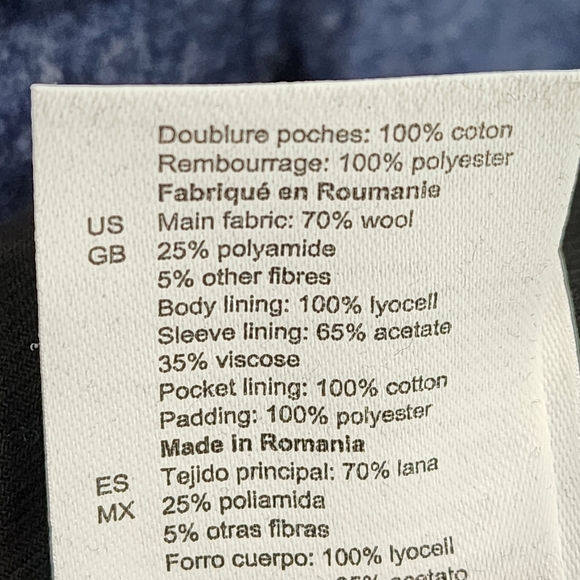 Doublure poches: 100% coton
Rembourrage: 100% polyester
Fabriqué en Roumanie
US Main fabric: 70% wool
GB 25% polyamide
5% other fibres
Body lining: 100% lyocell
Sleeve lining: 65% acetate
35% viscose
Pocket lining: 100% cotton
Padding: 100% polyester
Made in Romania
ES Tejido principal: 70% lana
MX 25% poliamida
5% otras fibras
Forro cuerpo: 100% lyocell
acetato